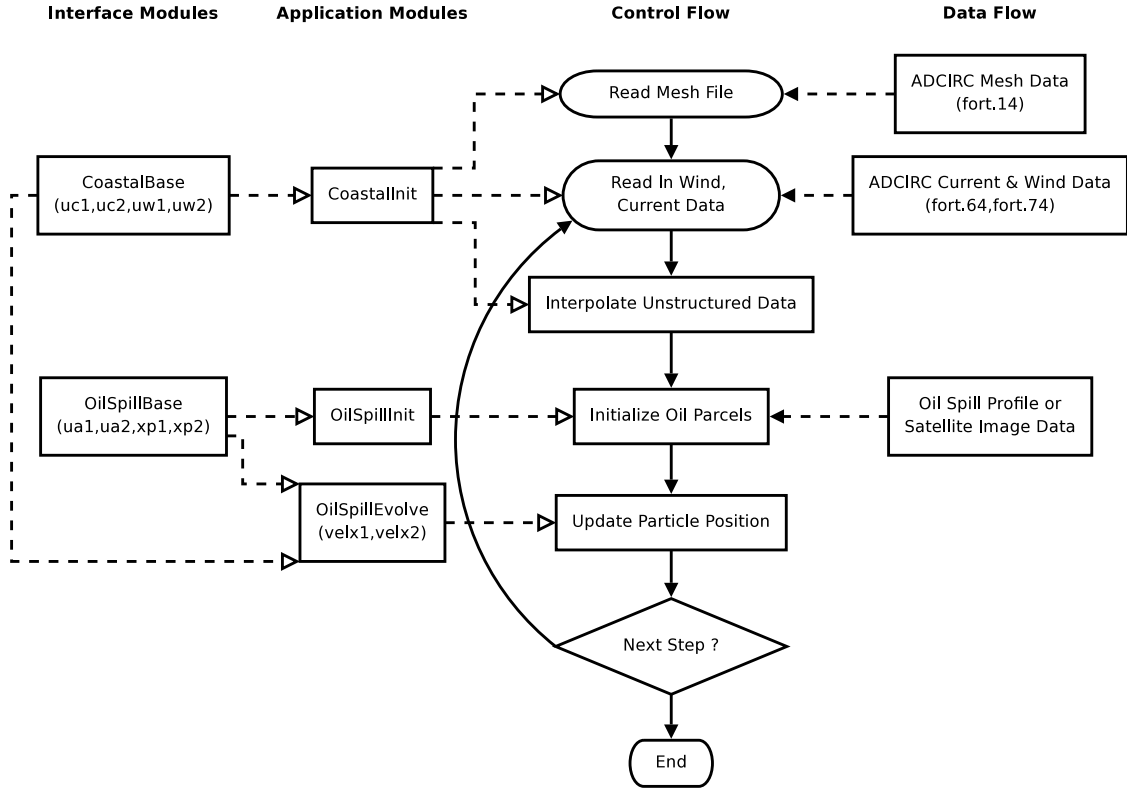 Interface Modules
Application Modules
Control Flow
Data Flow
Read Mesh File
ADCIRC Mesh Data
(fort.14)
CoastalBase
(uc1,uc2,uw1,uw2)
CoastalInit
Read In Wind,
Current Data
ADCIRC Current & Wind Data
(fort.64,fort.74)
Interpolate Unstructured Data
OilSpillBase
(ua1,ua2,xp1,xp2)
OilSpillInit
Initialize Oil Parcels
Oil Spill Profile or
Satellite Image Data
OilSpillEvolve
(velx1,velx2)
Update Particle Position
Next Step ?
End